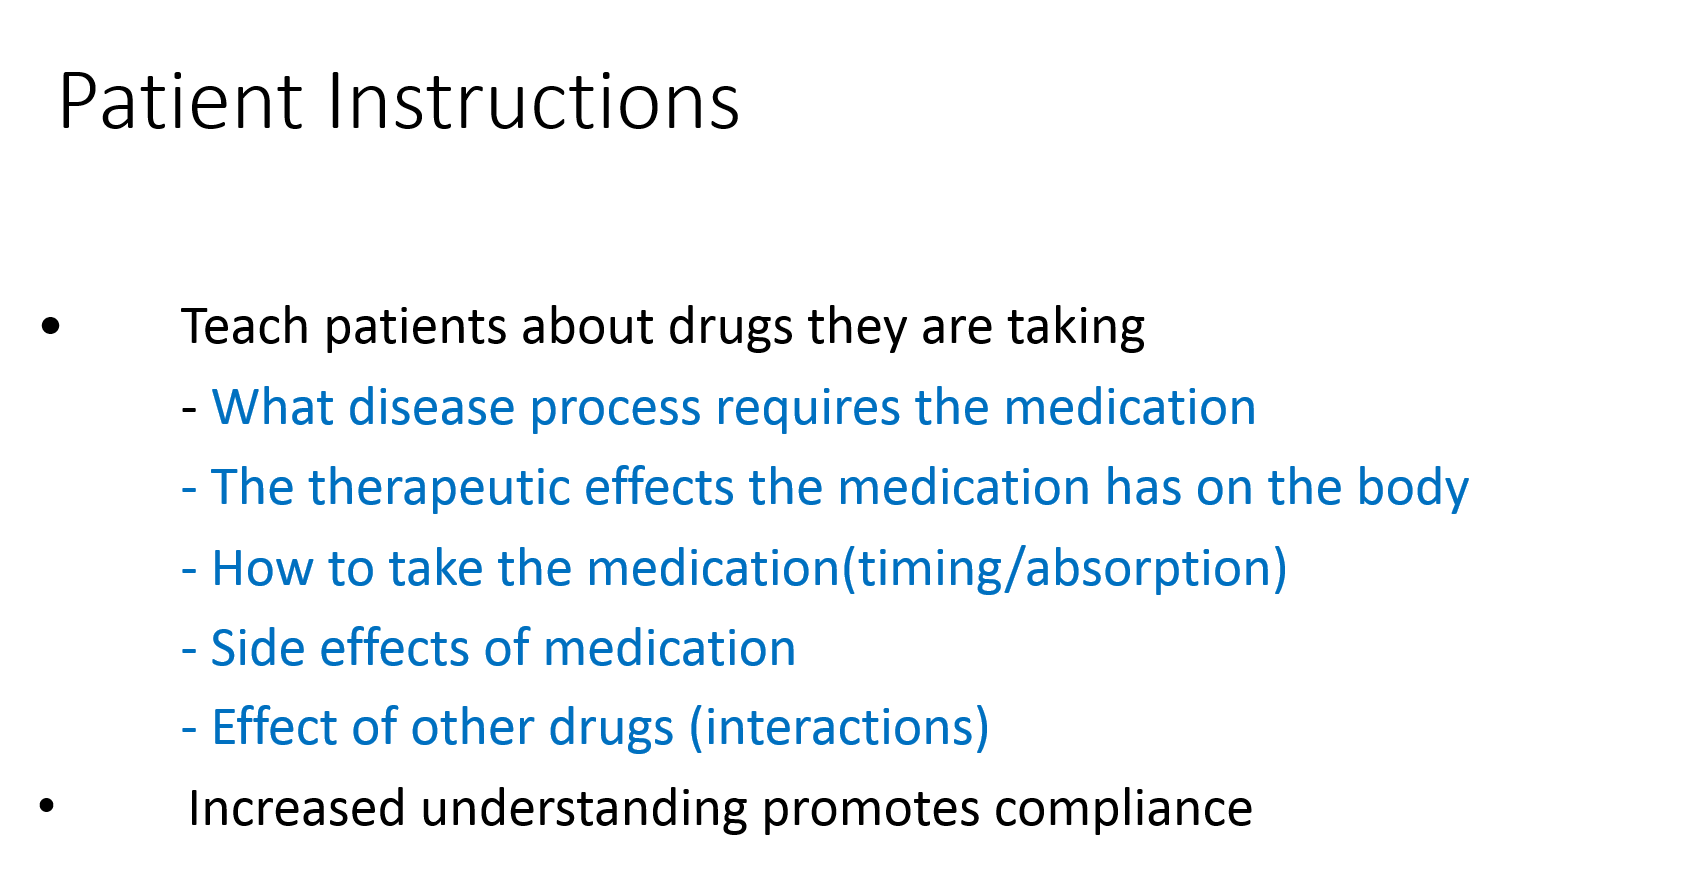 Patient Instructions
• Teach patients about drugs they are taking
- What disease process requires the medication
- The therapeutic effects the medication has on the body
- How to take the medication(timing/absorption)
- Side effects of medication
- Effect of other drugs (interactions)
• Increased understanding promotes compliance